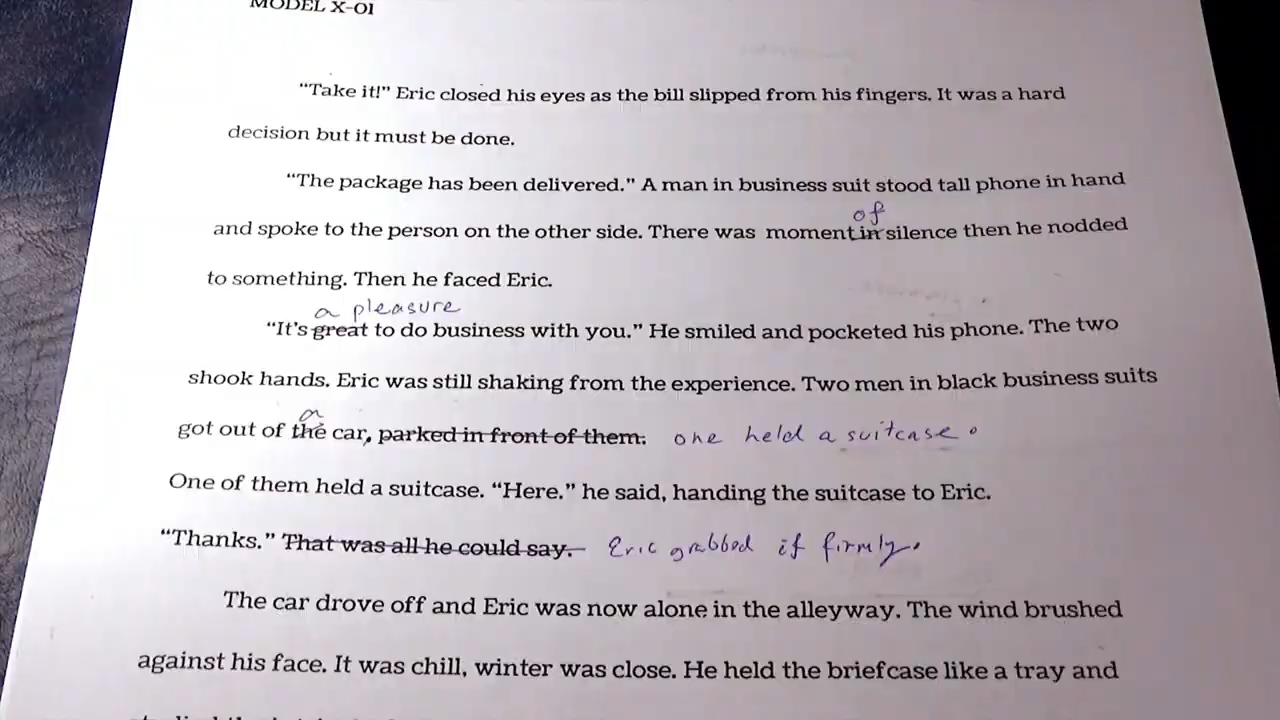 MODEL X-01
“Take it!” Eric closed his eyes as the bill slipped from his fingers. It was a hard
decision but it must be done.
“The package has been delivered.” A man in business suit stood tall phone in hand
of
and spoke to the person on the other side. There was moment in silence then he nodded
to something. Then he faced Eric.
a pleasure
“It’s great to do business with you.” He smiled and pocketed his phone. The two
shook hands. Eric was still shaking from the experience. Two men in black business suits
a
got out of the car, parked in front of them. one held a suitcase.
One of them held a suitcase. “Here.” he said, handing the suitcase to Eric.
“Thanks.” That was all he could say. Eric grabbed it firmly.
The car drove off and Eric was now alone in the alleyway. The wind brushed
against his face. It was chill, winter was close. He held the briefcase like a tray and